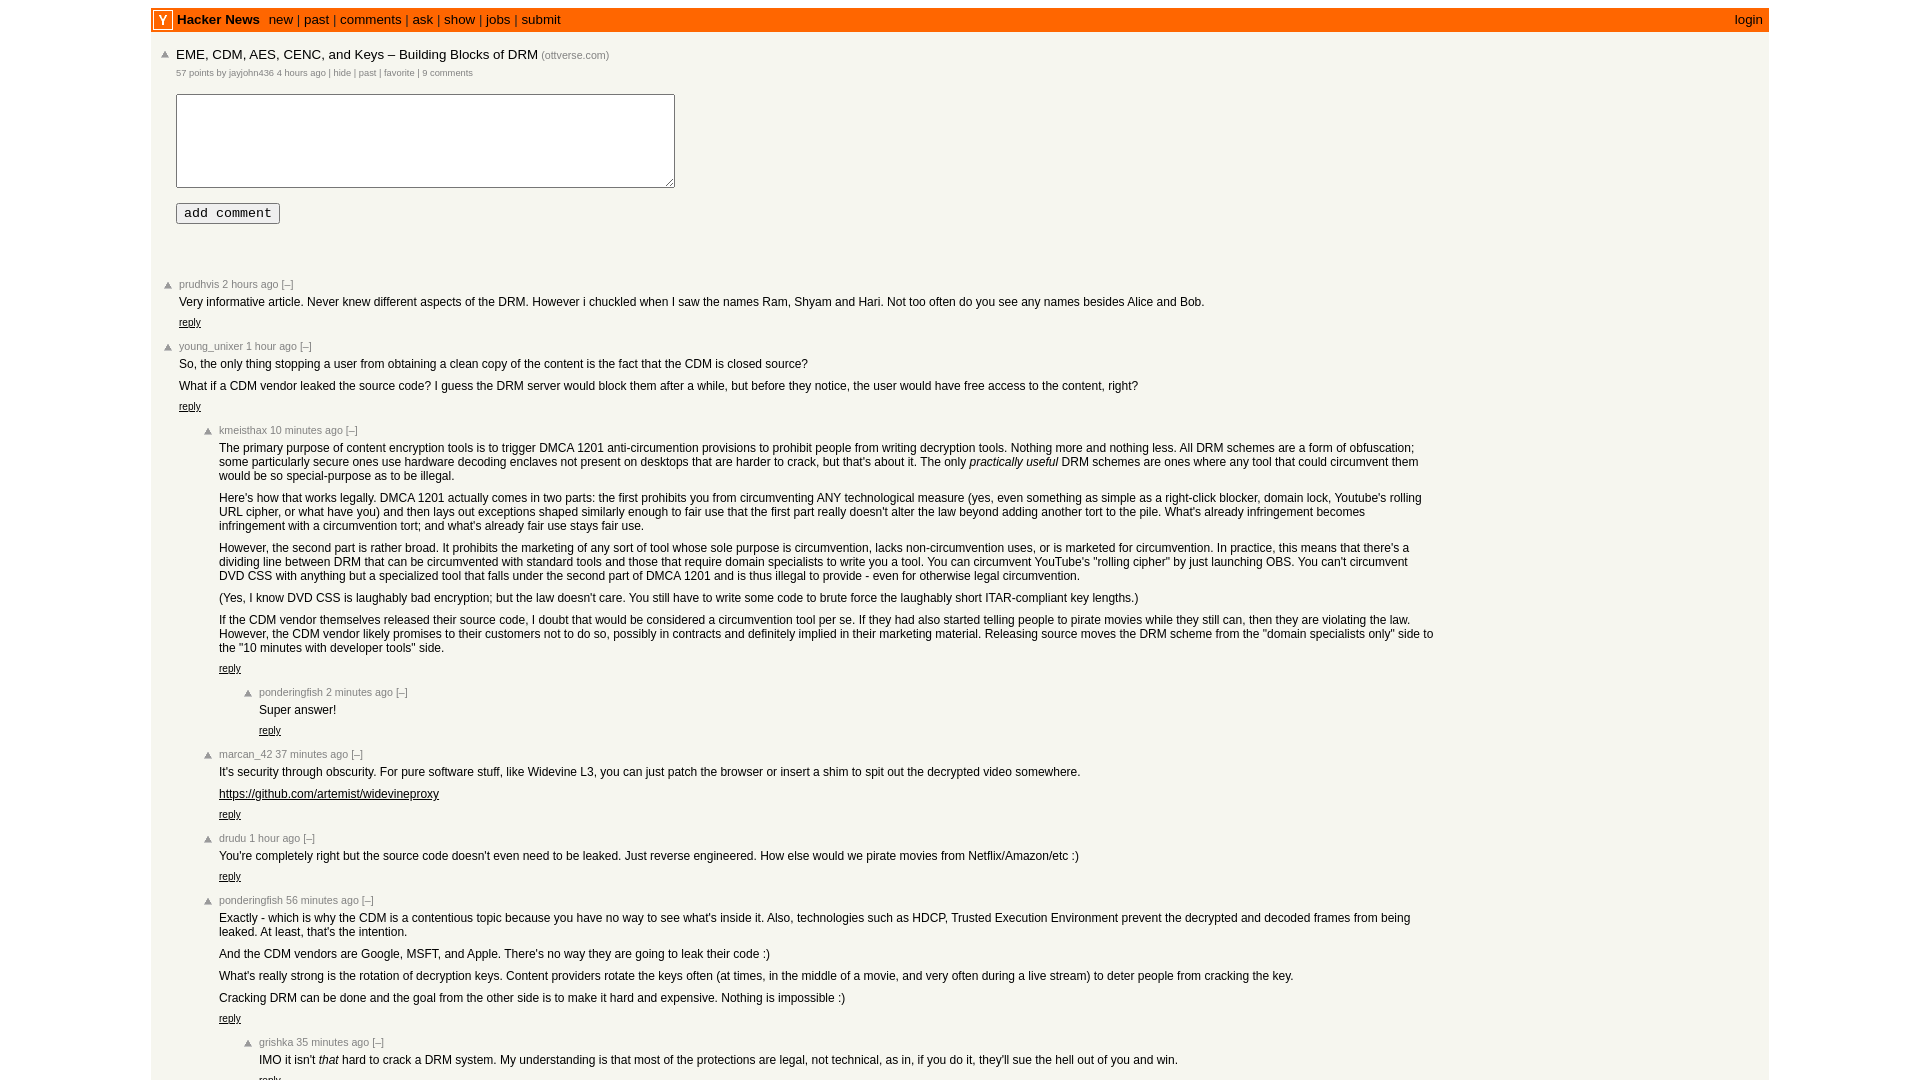 Y Hacker News new | past | comments | ask | show | jobs | submit login
EME, CDM, AES, CENC, and Keys – Building Blocks of DRM (ottverse.com)
57 points by jayjohn436 4 hours ago | hide | past | favorite | 9 comments
add comment
prudhvis 2 hours ago [–]
Very informative article. Never knew different aspects of the DRM. However i chuckled when I saw the names Ram, Shyam and Hari. Not too often do you see any names besides Alice and Bob.
reply
young_unixer 1 hour ago [–]
So, the only thing stopping a user from obtaining a clean copy of the content is the fact that the CDM is closed source?
What if a CDM vendor leaked the source code? I guess the DRM server would block them after a while, but before they notice, the user would have free access to the content, right?
reply
kmeisthax 10 minutes ago [–]
The primary purpose of content encryption tools is to trigger DMCA 1201 anti-circumention provisions to prohibit people from writing decryption tools. Nothing more and nothing less. All DRM schemes are a form of obfuscation;
some particularly secure ones use hardware decoding enclaves not present on desktops that are harder to crack, but that's about it. The only practically useful DRM schemes are ones where any tool that could circumvent them
would be so special-purpose as to be illegal.
Here's how that works legally. DMCA 1201 actually comes in two parts: the first prohibits you from circumventing ANY technological measure (yes, even something as simple as a right-click blocker, domain lock, Youtube's rolling
URL cipher, or what have you) and then lays out exceptions shaped similarly enough to fair use that the first part really doesn't alter the law beyond adding another tort to the pile. What's already infringement becomes
infringement with a circumvention tort; and what's already fair use stays fair use.
However, the second part is rather broad. It prohibits the marketing of any sort of tool whose sole purpose is circumvention, lacks non-circumvention uses, or is marketed for circumvention. In practice, this means that there's a
dividing line between DRM that can be circumvented with standard tools and those that require domain specialists to write you a tool. You can circumvent YouTube's "rolling cipher" by just launching OBS. You can't circumvent
DVD CSS with anything but a specialized tool that falls under the second part of DMCA 1201 and is thus illegal to provide - even for otherwise legal circumvention.
(Yes, I know DVD CSS is laughably bad encryption; but the law doesn't care. You still have to write some code to brute force the laughably short ITAR-compliant key lengths.)
If the CDM vendor themselves released their source code, I doubt that would be considered a circumvention tool per se. If they had also started telling people to pirate movies while they still can, then they are violating the law.
However, the CDM vendor likely promises to their customers not to do so, possibly in contracts and definitely implied in their marketing material. Releasing source moves the DRM scheme from the "domain specialists only" side to
the "10 minutes with developer tools" side.
reply
ponderingfish 2 minutes ago [–]
Super answer!
reply
marcan_42 37 minutes ago [–]
It's security through obscurity. For pure software stuff, like Widevine L3, you can just patch the browser or insert a shim to spit out the decrypted video somewhere.
https://github.com/artemist/widevineproxy
reply
drudu 1 hour ago [–]
You're completely right but the source code doesn't even need to be leaked. Just reverse engineered. How else would we pirate movies from Netflix/Amazon/etc :)
reply
ponderingfish 56 minutes ago [–]
Exactly - which is why the CDM is a contentious topic because you have no way to see what's inside it. Also, technologies such as HDCP, Trusted Execution Environment prevent the decrypted and decoded frames from being
leaked. At least, that's the intention.
And the CDM vendors are Google, MSFT, and Apple. There's no way they are going to leak their code :)
What's really strong is the rotation of decryption keys. Content providers rotate the keys often (at times, in the middle of a movie, and very often during a live stream) to deter people from cracking the key.
Cracking DRM can be done and the goal from the other side is to make it hard and expensive. Nothing is impossible :)
reply
grishka 35 minutes ago [–]
IMO it isn't that hard to crack a DRM system. My understanding is that most of the protections are legal, not technical, as in, if you do it, they'll sue the hell out of you and win.
reply